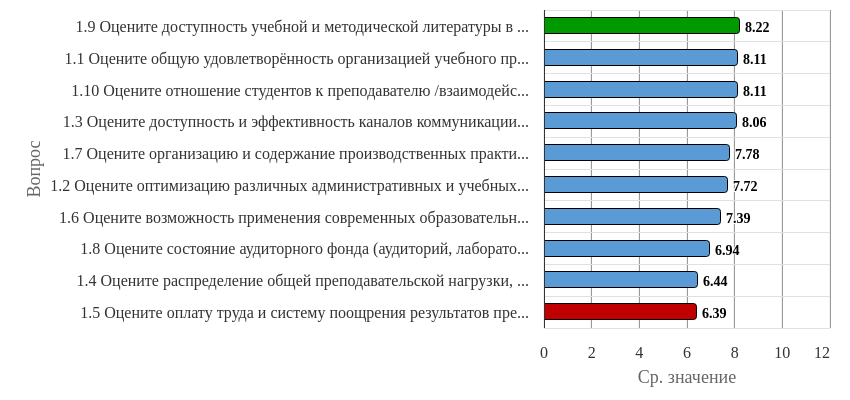 1.9 Оцените доступность учебной и методической литературы в ... 8.22
1.1 Оцените общую удовлетворённость организацией учебного пр... 8.11
1.10 Оцените отношение студентов к преподавателю /взаимодейс... 8.11
1.3 Оцените доступность и эффективность каналов коммуникации... 8.06
1.7 Оцените организацию и содержание производственных практи... 7.78
1.2 Оцените оптимизацию различных административных и учебных... 7.72
1.6 Оцените возможность применения современных образовательн... 7.39
1.8 Оцените состояние аудиторного фонда (аудиторий, лаборато... 6.94
1.4 Оцените распределение общей преподавательской нагрузки, ... 6.44
1.5 Оцените оплату труда и систему поощрения результатов пре... 6.39
Вопрос
0 2 4 6 8 10 12
Ср. значение